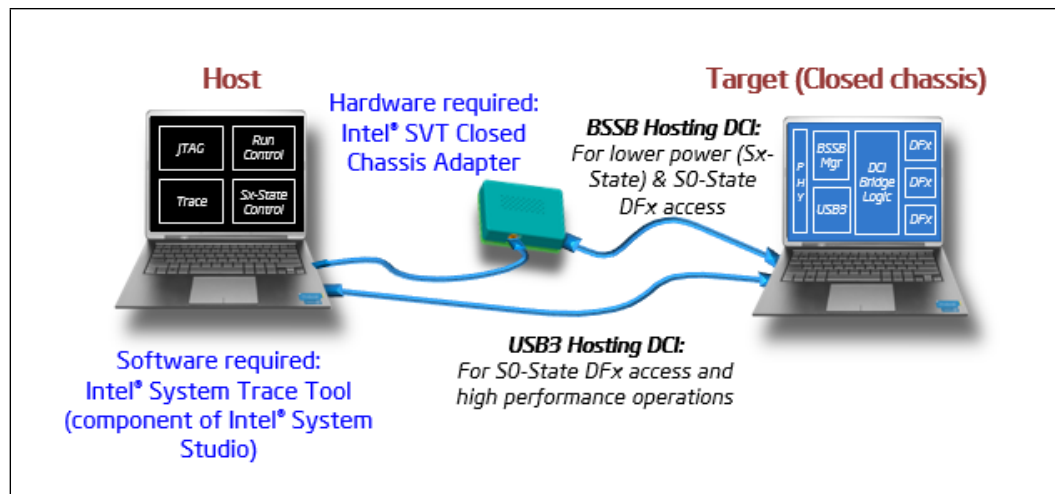 Host
Target (Closed chassis)
Hardware required:
Intel® SVT Closed
Chassis Adapter
BSSB Hosting DCI:
For lower power (Sx-
State) & S0-State
DFx access
JTAG
Run
Control
Trace
Sx-State
Control
P
H
Y
BSSB
Mgr
USB3
DCI
Bridge
Logic
DFx
DFx
DFx
USB3 Hosting DCI:
For S0-State DFx access and
high performance operations
Software required:
Intel® System Trace Tool
(component of Intel® System
Studio)